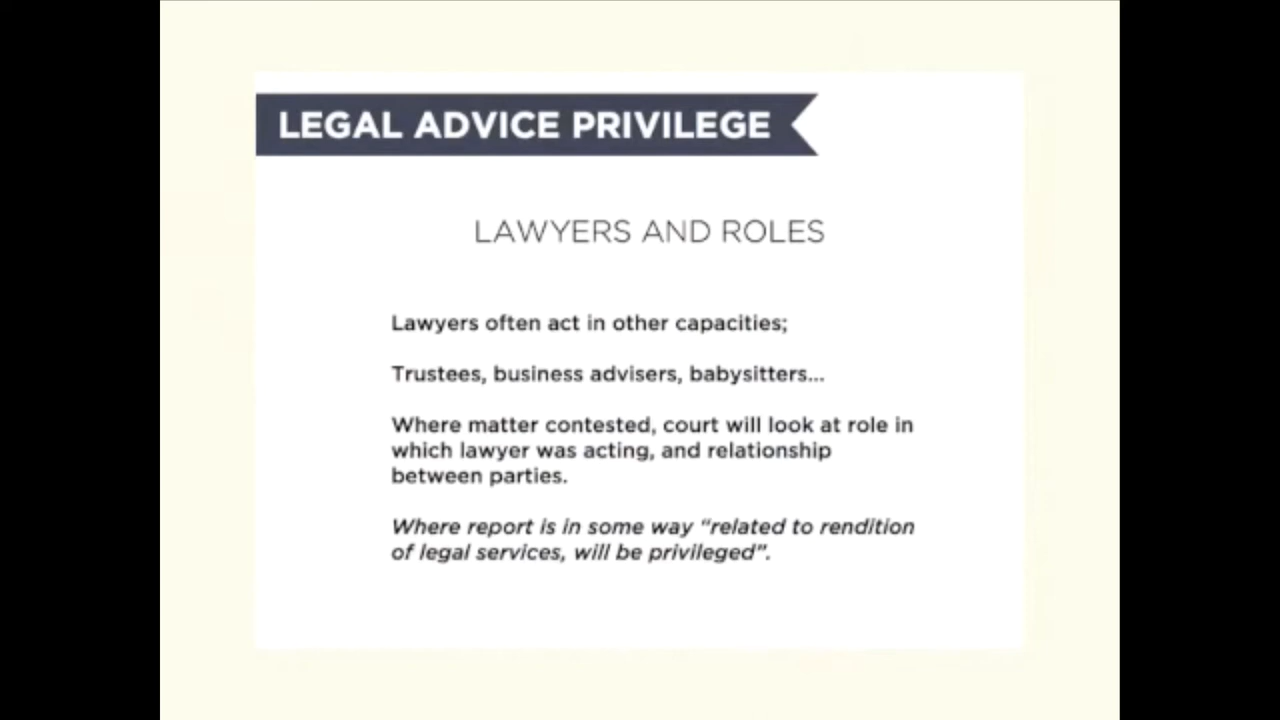 LEGAL ADVICE PRIVILEGE
LAWYERS AND ROLES
Lawyers often act in other capacities;
Trustees, business advisers, babysitters...
Where matter contested, court will look at role in
which lawyer was acting, and relationship
between parties.
Where report is in some way “related to rendition
of legal services, will be privileged”.